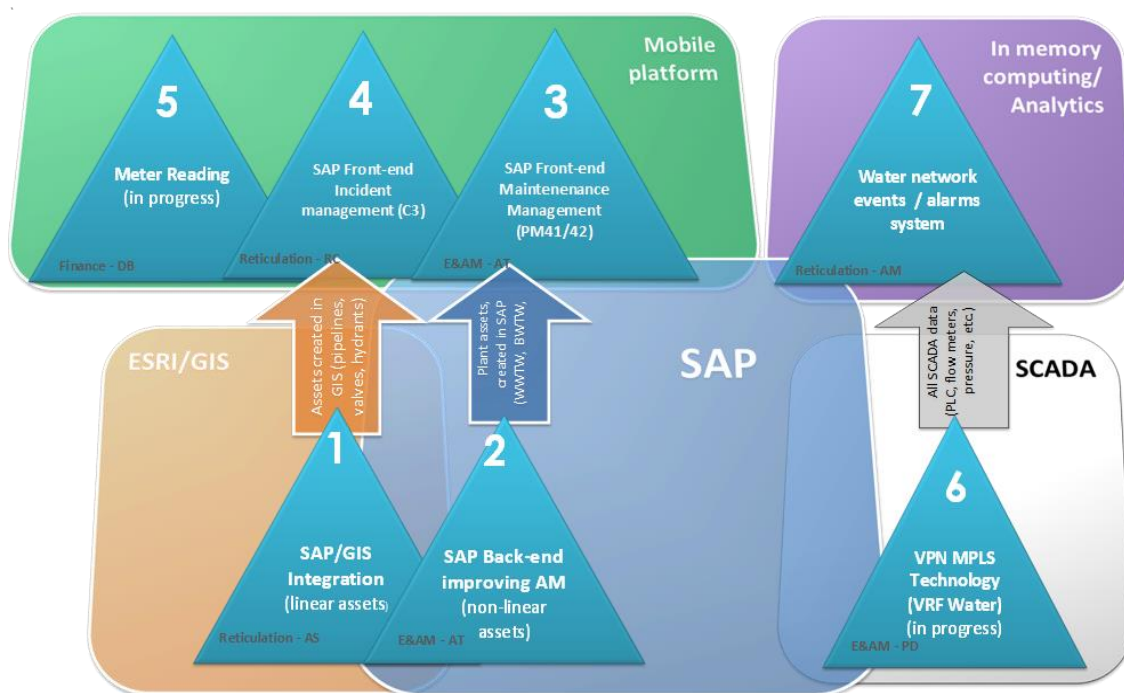 Mobile
platform
In memory
computing/
Analytics
5
Meter Reading
(in progress)
Finance - DB
4
SAP Front-end
Incident
management (C3)
Reticulation - RC
3
SAP Front-end
Maintenenance
Management
(PM41/42)
E&AM - AT
7
Water network
events / alarms
system
Reticulation - AM
ESRI/GIS
Assets created in
GIS (pipelines,
valves, hydrants)
Plant assets,
created in SAP
(WWTW, BWTW,
SAP
All SCADA data
(PLC, flow meters,
pressure, etc.)
SCADA
1
SAP/GIS
Integration
(linear assets)
Reticulation - AS
2
SAP Back-end
improving AM
(non-linear
assets)
E&AM - AT
6
VPN MPLS
Technology
(VRF Water)
(in progress)
E&AM - PD